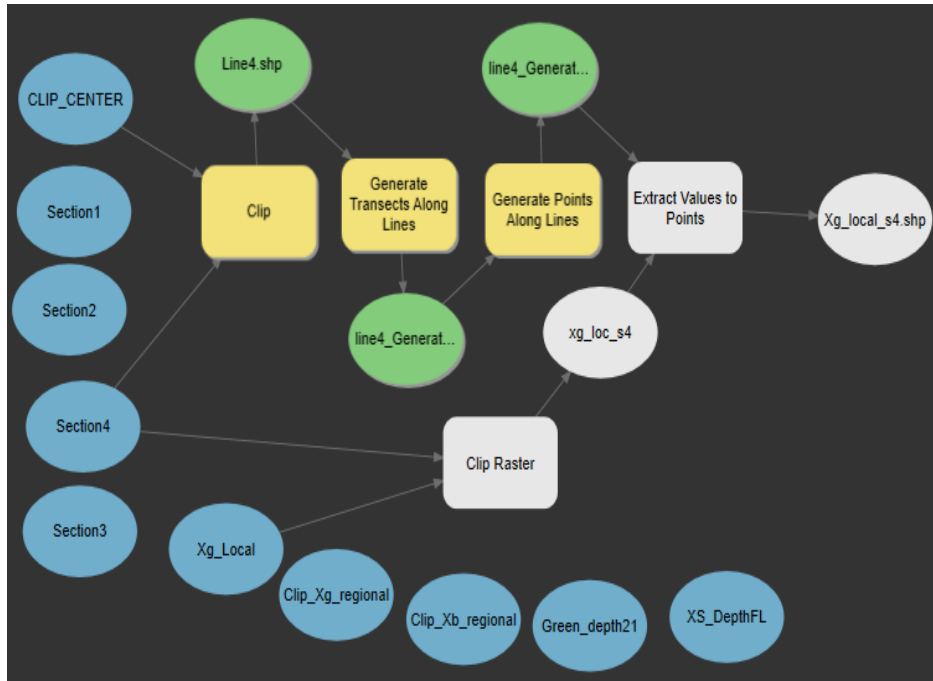 Line4.shp
line4_Generat...
CLIP_CENTER
Section1
Clip
Generate
Transects Along
Lines
Generate Points
Along Lines
Extract Values to
Points
Xg_local_s4.shp
Section2
line4_Generat...
xg_loc_s4
Section4
Clip Raster
Section3
Xg_Local
Clip_Xg_regional
Clip_Xb_regional
Green_depth21
XS_DepthFL